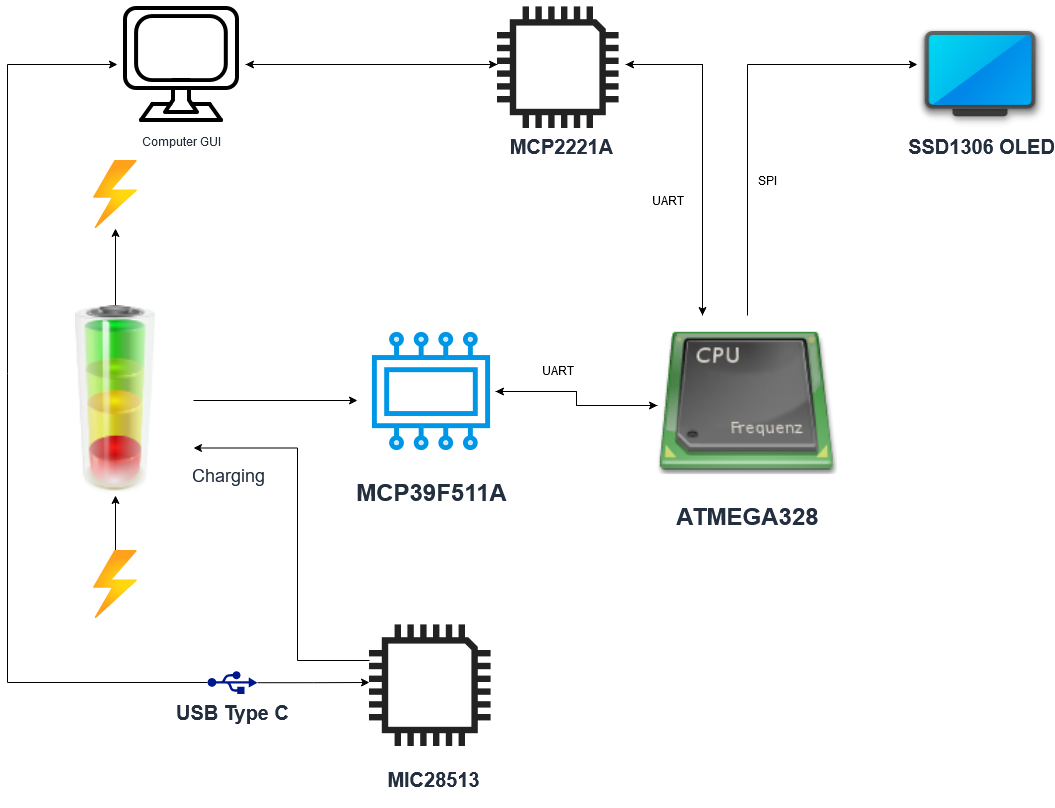 Computer GUI
MCP2221A
SSD1306 OLED
UART
SPI
CPU
Frequenz
UART
Charging
MCP39F511A
ATMEGA328
USB Type C
MIC28513